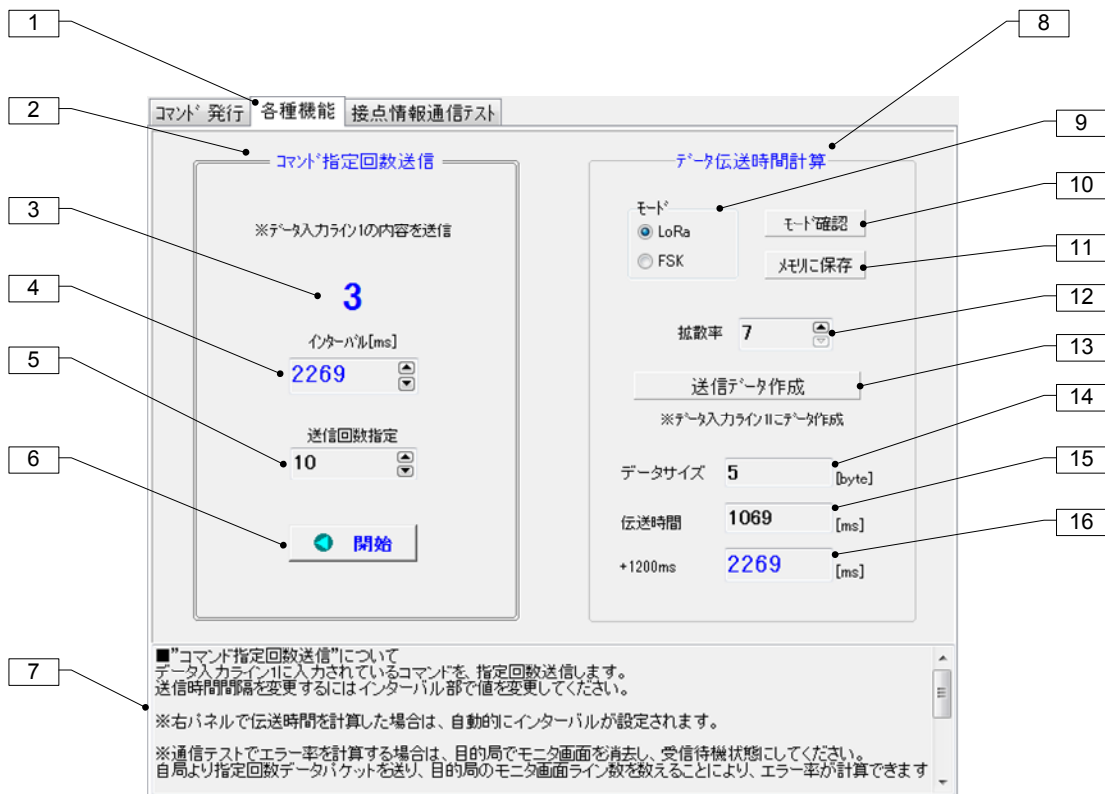 1
8
2
コマンド 発行 各種機能 接点情報通信テスト
9
コマンド指定回数送信
データ伝送時間計算
3
10
※データ入力ライン1の内容を送信
モード
LoRa
FSK
モード確認
メモリに保存
11
4
3
12
インターバル[ms]
2269
拡散率 7
5
13
送信データ作成
※データ入力ライン1にデータ作成
14
送信回数指定
10
6
データサイズ 5 [byte]
15
伝送時間 1069 [ms]
16
開始
+1200ms 2269 [ms]
7
■"コマンド指定回数送信"について
データ入力ライン1に入力されているコマンドを、指定回数送信します。
送信時間間隔を変更するにはインターバル部で値を変更してください。
※右パネルで伝送時間を計算した場合は、自動的にインターバルが設定されます。
※通信テストでエラー率を計算する場合は、目的局でモニタ画面を消去し、受信待機状態にしてください。
自局より指定回数データパケットを送り、目的局のモニタ画面ライン数を数えることにより、エラー率が計算できます